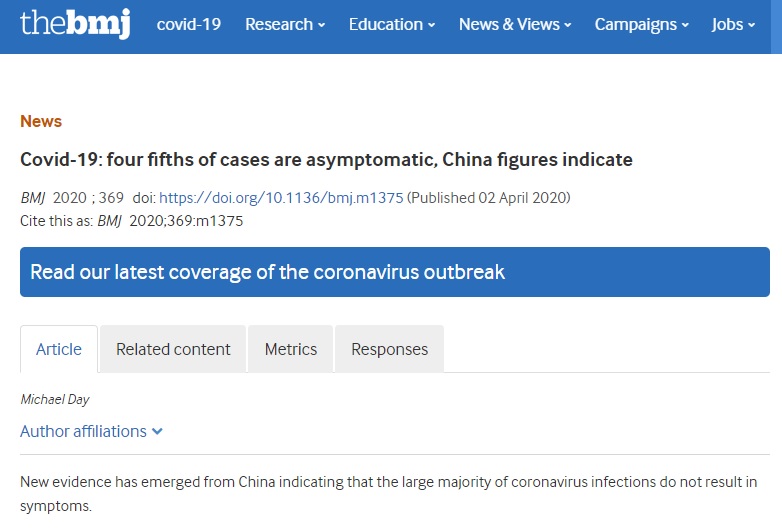 thebmj covid-19 Research Education News & Views Campaigns Jobs
News
Covid-19: four fifths of cases are asymptomatic, China figures indicate
BMJ 2020 ; 369 doi: https://doi.org/10.1136/bmj.m1375 (Published 02 April 2020)
Cite this as: BMJ 2020;369:m1375
Read our latest coverage of the coronavirus outbreak
Article Related content Metrics Responses
Michael Day
Author affiliations
New evidence has emerged from China indicating that the large majority of coronavirus infections do not result in
symptoms.